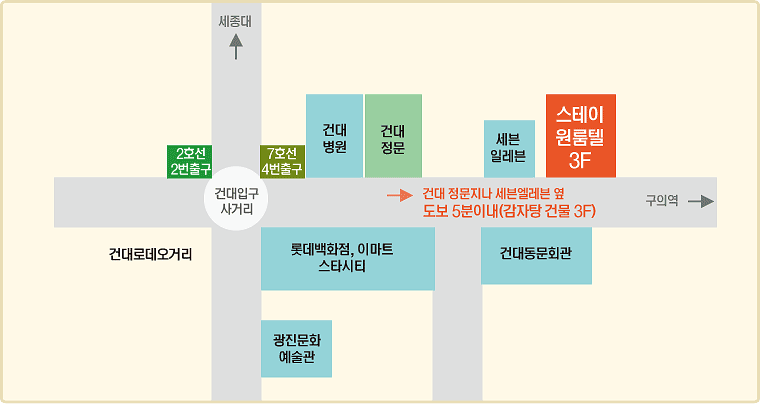 세종대
건대
병원
건대
정문
세븐
일레븐
스테이
원룸텔
3F
2호선
2번출구
7호선
4번출구
건대입구
사거리
건대 정문지나 세븐엘레븐 옆
도보 5분이내(감자탕 건물 3F)
구의역
건대로데오거리
롯데백화점, 이마트
스타시티
건대동문회관
광진문화
예술관